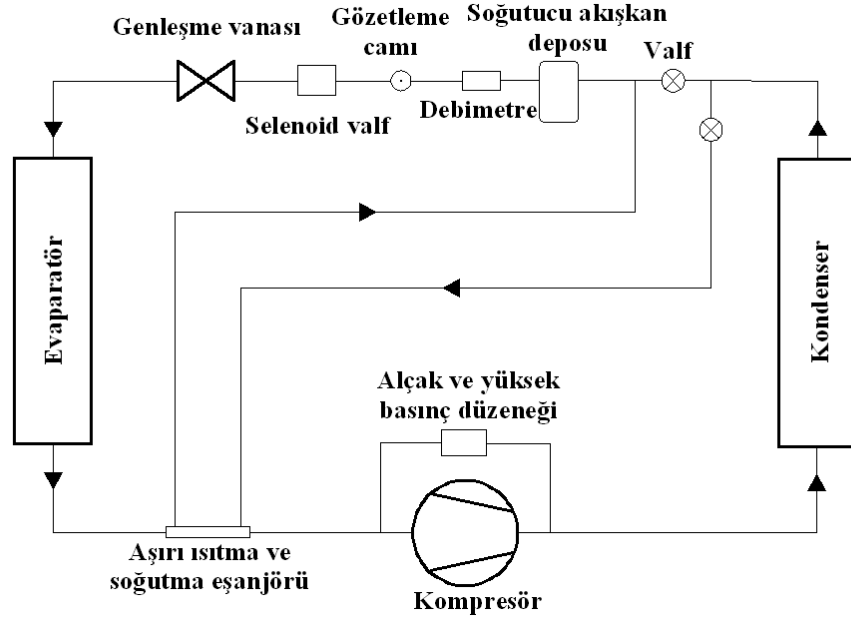 Genleşme vanası
Gözetleme
camı
Soğutucu akışkan
deposu
Valf
Selenoid valf
Debimetre
Evaparatör
Kondenser
Alçak ve yüksek
basınç düzeneği
Aşırı ısıtma ve
soğutma eşanjörü
Kompresör